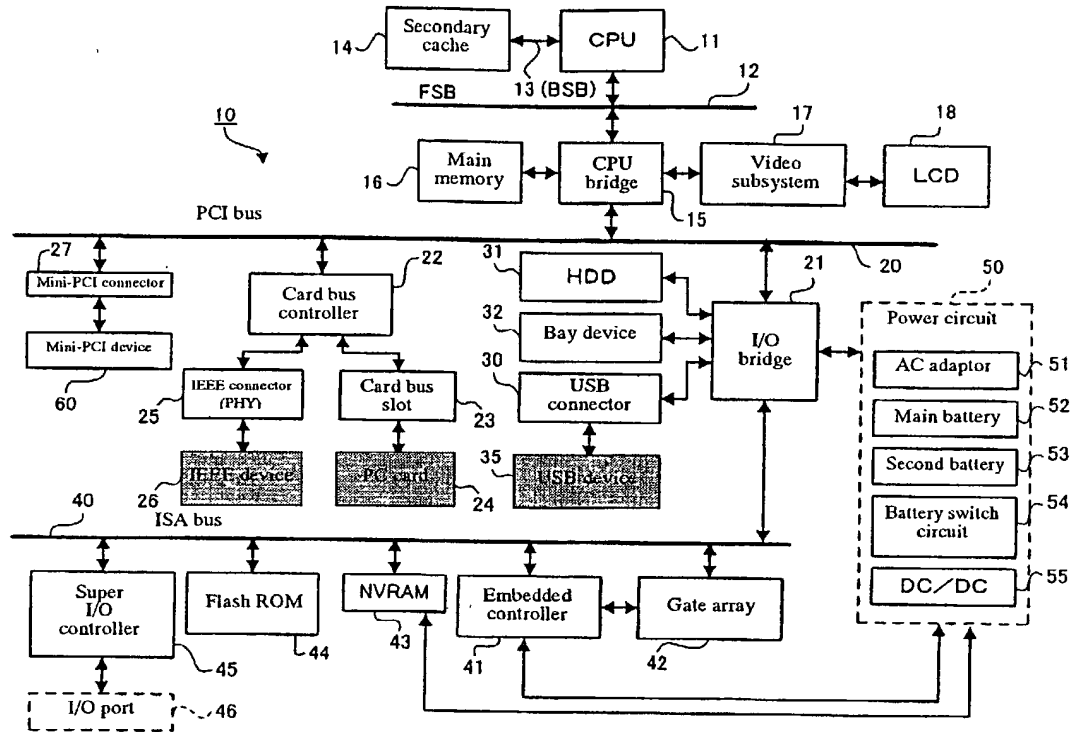 Secondary
cache
14
CPU
11
13 (BSB)
FSB
12
10
17
18
Main
memory
16
CPU
bridge
15
Video
subsystem
LCD
PCI bus
27
22
31
21
20
50
Mini-PCI connector
Card bus
controller
HDD
Power circuit
32
Bay device
I/O
bridge
Mini-PCI device
60
AC adaptor
51
30
IEEE connector
(PHY)
25
Card bus
slot
23
USB
connector
Main battery
52
IEEE device
26
PC card
24
35
USB device
Second battery
53
ISA bus
40
Battery switch
circuit
54
DC/DC
55
Super
I/O
controller
45
Flash ROM
44
NVRAM
43
Embedded
controller
41
Gate array
42
I/O port
46